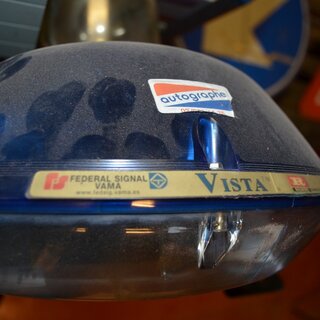 autographe
FEDERAL SIGNAL
VAMA
www.fedsig.vama.es
VISTA